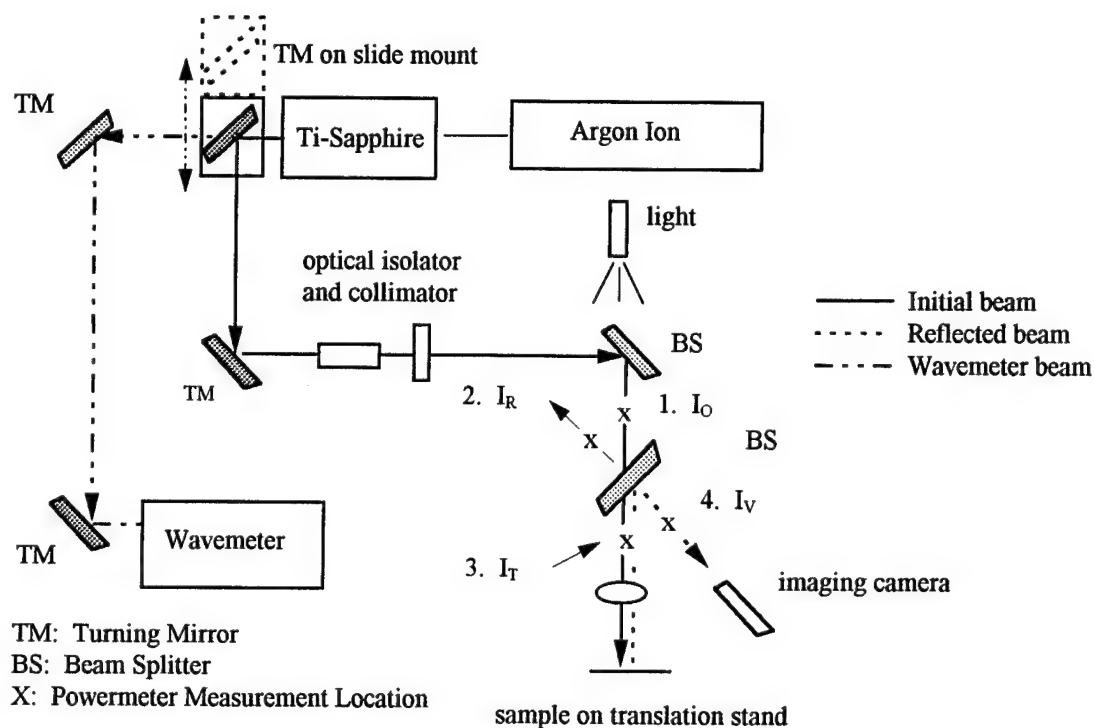 TM on slide mount
TM
Ti-Sapphire
Argon Ion
light
optical isolator
and collimator
Initial beam
Reflected beam
Wavemeter beam
BS
TM
2. I_R
1. I_O
BS
4. I_V
TM
Wavemeter
3. I_T
imaging camera
TM: Turning Mirror
BS: Beam Splitter
X: Powermeter Measurement Location
sample on translation stand
x
x
x
x